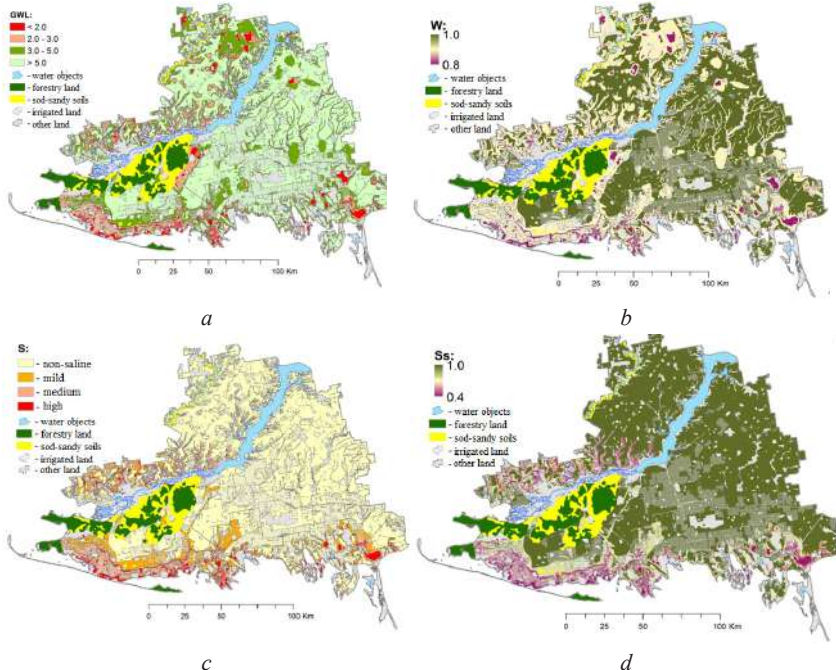 GWL:
< 2.0
2.0 - 3.0
3.0 - 5.0
> 5.0
- water objects
- forestry land
- sod-sandy soils
- irrigated land
- other land
0 25 50 100 Km
a
W:
1.0
0.8
- water objects
- forestry land
- sod-sandy soils
- irrigated land
- other land
0 25 50 100 Km
b
S:
- non-saline
- mild
- medium
- high
- water objects
- forestry land
- sod-sandy soils
- irrigated land
- other land
0 25 50 100 Km
c
Ss:
1.0
0.4
- water objects
- forestry land
- sod-sandy soils
- irrigated land
- other land
0 25 50 100 Km
d